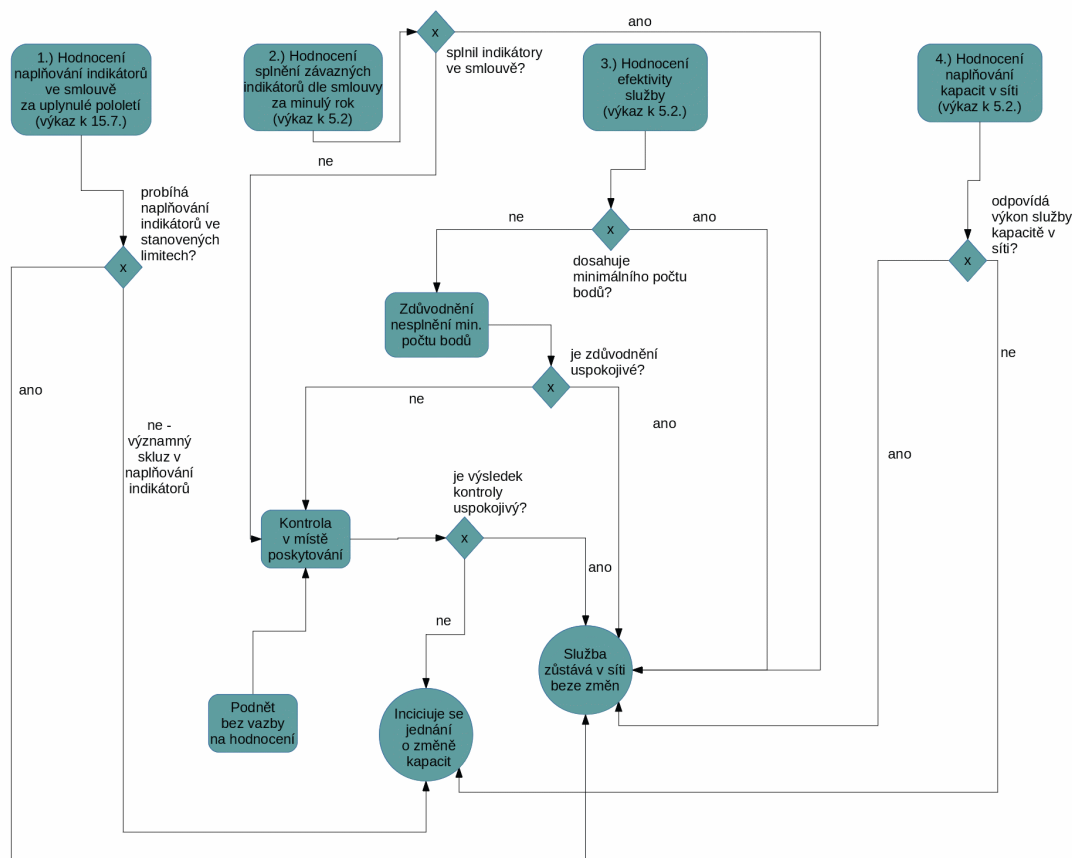 ano
x
splnil indikátory
ve smlouvě?
1.) Hodnocení
naplňování indikátorů
ve smlouvě
za uplynulé pololetí
(výkaz k 15.7.)
2.) Hodnocení
splnění závazných
indikátorů dle smlouvy
za minulý rok
(výkaz k 5.2)
3.) Hodnocení
efektivity
služby
(výkaz k 5.2.)
4.) Hodnocení
naplňování
kapacit v síti
(výkaz k 5.2.)
ne
probíhá
naplňování
indikátorů ve
stanovených
limitech?
x
ne
x
ano
dosahuje
minimálního počtu
bodů?
odpovídá
výkon služby
kapacitě v
síti?
x
Zdůvodnění
nesplnění min.
počtu bodů
je zdůvodnění
uspokojivé?
x
ne
ano
ne
ano
ne -
významný
skluz v
naplňování
indikátorů
ano
je výsledek
kontroly
uspokojivý?
Kontrola
v místě
poskytování
x
ano
ne
Služba
zůstává v síti
beze změn
Podnět
bez vazby
na hodnocení
Inciciuje se
jednání
o změně
kapacit